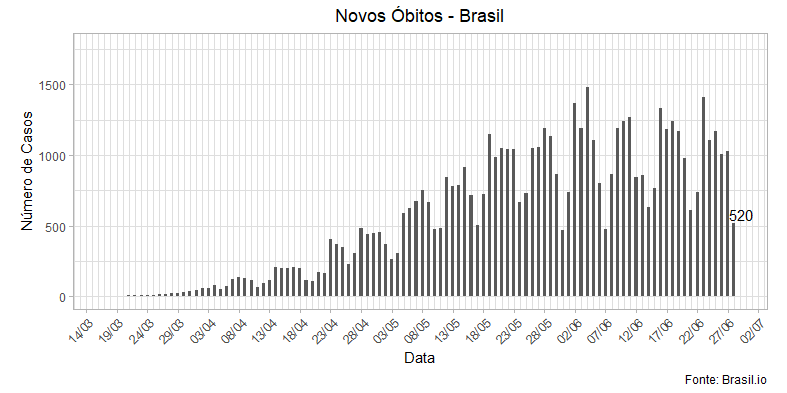 Novos Óbitos - Brasil
Número de Casos
1500
1000
500
0
520
14/03 19/03 24/03 29/03 03/04 08/04 13/04 18/04 23/04 28/04 03/05 08/05 13/05 18/05 23/05 28/05 02/06 07/06 12/06 17/06 22/06 27/06 02/07
Data
Fonte: Brasil.io